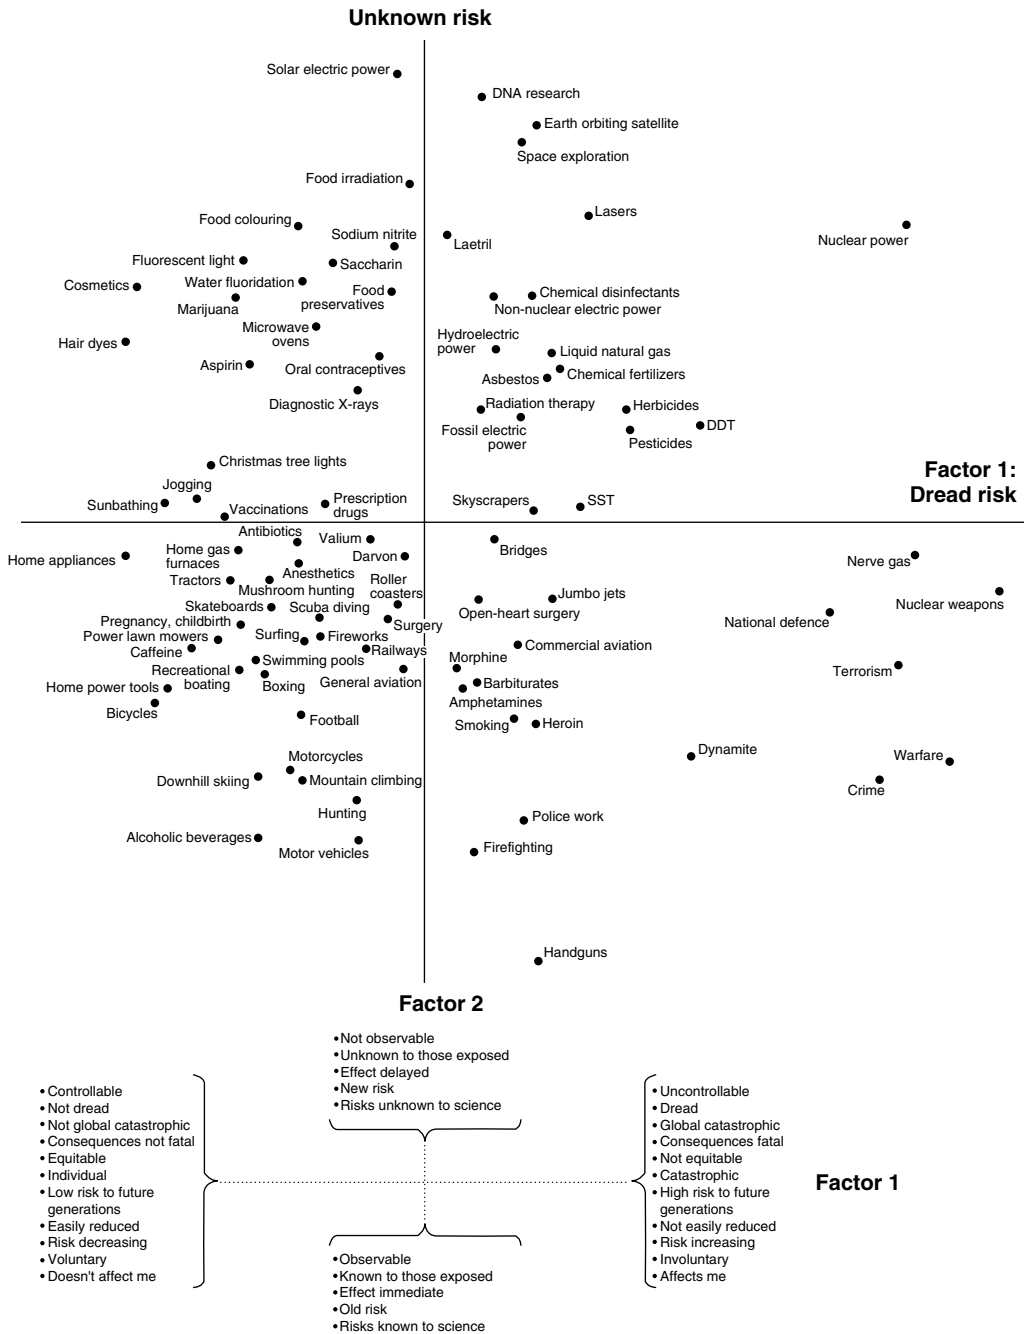 Unknown risk
Solar electric power
DNA research
Earth orbiting satellite
Space exploration
Food irradiation
Lasers
Food colouring
Sodium nitrite
Laetril
Nuclear power
Fluorescent light
Saccharin
Cosmetics
Water fluoridation
Food
preservatives
Marijuana
Chemical disinfectants
Non-nuclear electric power
Microwave
ovens
Hydroelectric
power
Hair dyes
Aspirin
Oral contraceptives
Liquid natural gas
Chemical fertilizers
Asbestos
Diagnostic X-rays
Radiation therapy
Herbicides
Fossil electric
power
DDT
Pesticides
Christmas tree lights
Factor 1:
Dread risk
Jogging
Sunbathing
Vaccinations
Prescription
drugs
Skyscrapers
SST
Antibiotics
Valium
Bridges
Home appliances
Home gas
furnaces
Darvon
Nerve gas
Anesthetics
Tractors
Mushroom hunting
Roller
coasters
Jumbo jets
Nuclear weapons
Skateboards
Scuba diving
Open-heart surgery
National defence
Pregnancy, childbirth
Surgery
Power lawn mowers
Surfing
Fireworks
Caffeine
Railways
Commercial aviation
Swimming pools
Morphine
Recreational
boating
General aviation
Terrorism
Home power tools
Boxing
Barbiturates
Amphetamines
Bicycles
Football
Smoking
Heroin
Motorcycles
Dynamite
Warfare
Downhill skiing
Mountain climbing
Crime
Hunting
Police work
Alcoholic beverages
Motor vehicles
Firefighting
Handguns
Factor 2
• Not observable
• Unknown to those exposed
• Effect delayed
• New risk
• Risks unknown to science
• Controllable
• Not dread
• Not global catastrophic
• Consequences not fatal
• Equitable
• Individual
• Low risk to future
generations
• Easily reduced
• Risk decreasing
• Voluntary
• Doesn't affect me
• Uncontrollable
• Dread
• Global catastrophic
• Consequences fatal
• Not equitable
• Catastrophic
• High risk to future
generations
• Not easily reduced
• Risk increasing
• Involuntary
• Affects me
Factor 1
• Observable
• Known to those exposed
• Effect immediate
• Old risk
• Risks known to science